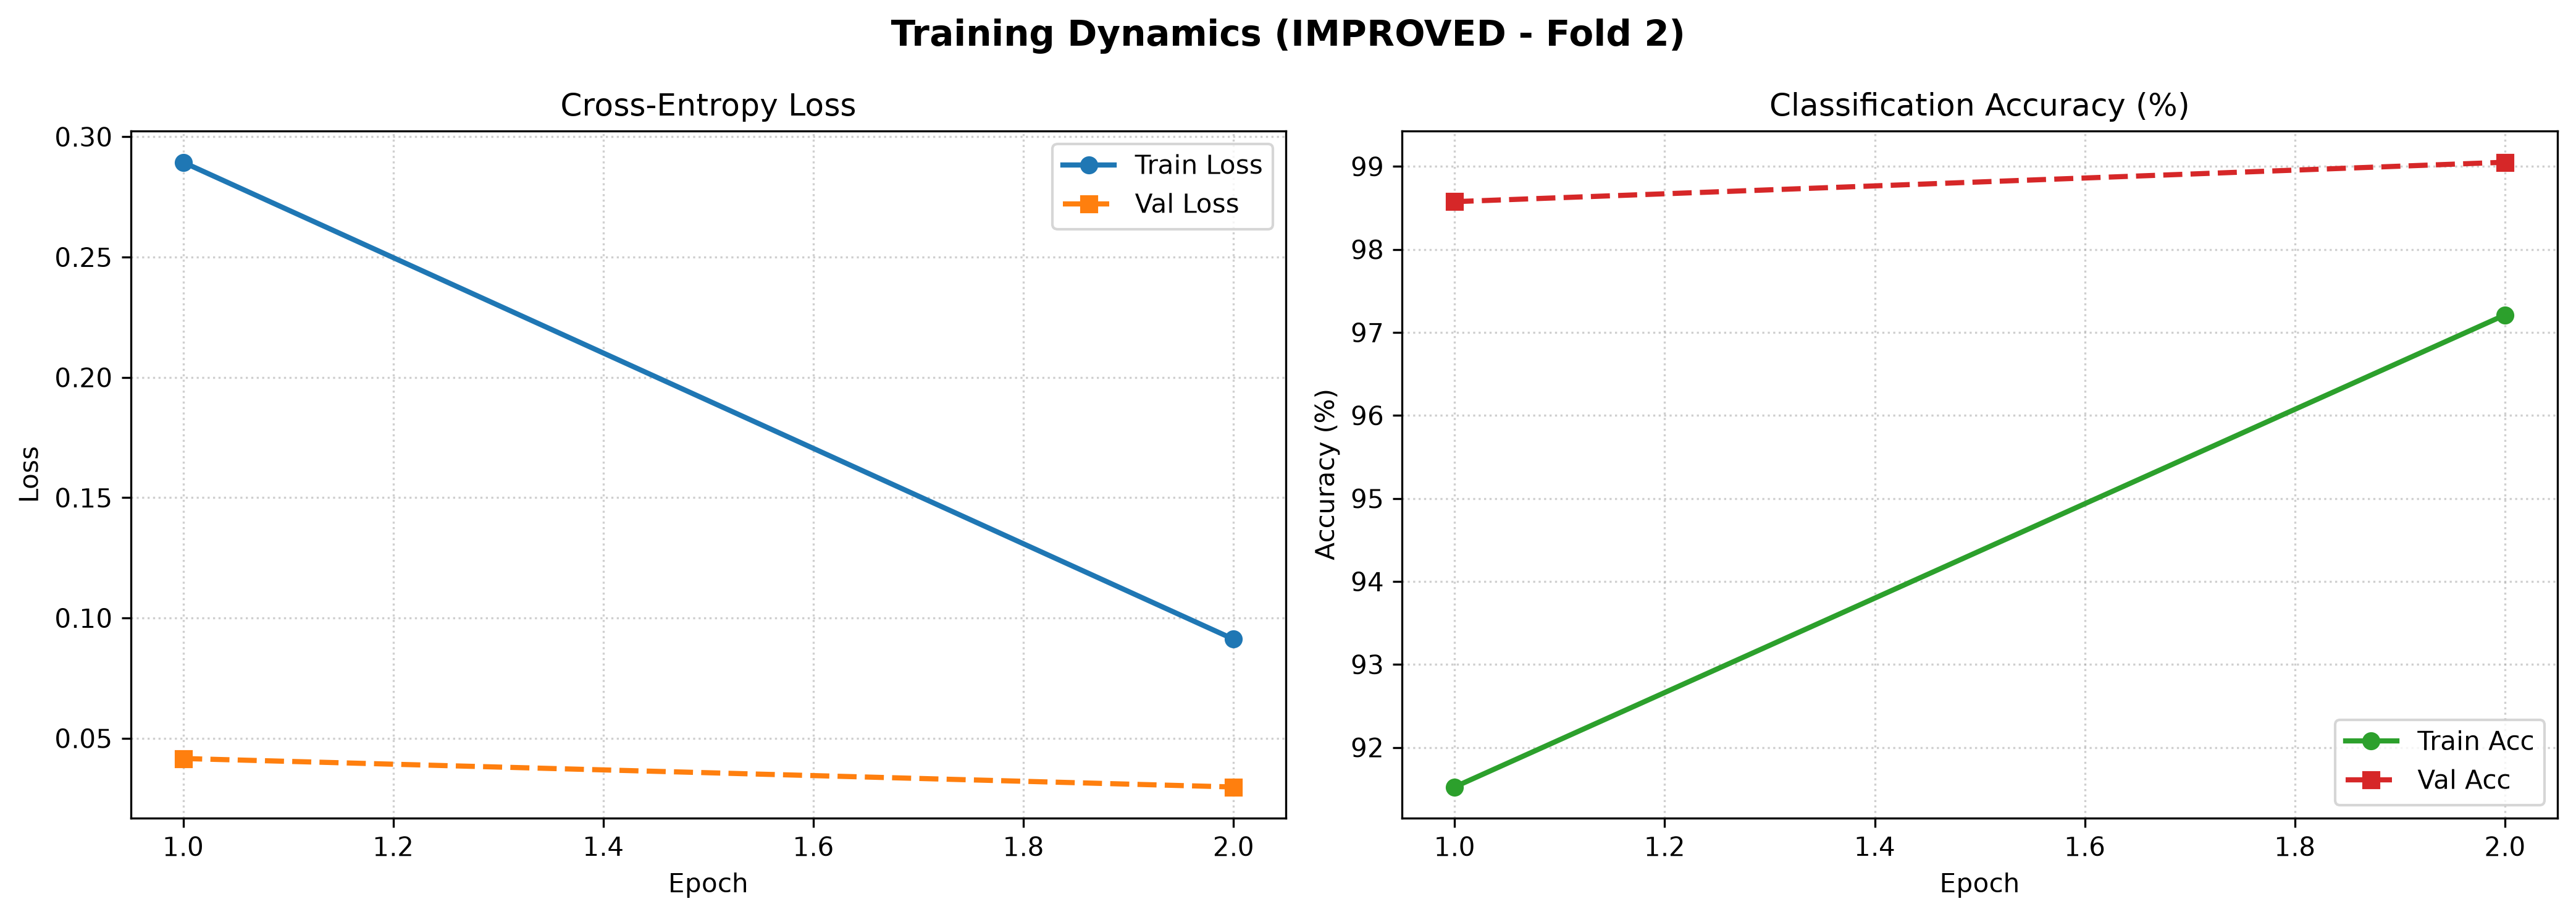 Training Dynamics (IMPROVED - Fold 2)
Cross-Entropy Loss
0.30
0.25
0.20
0.15
0.10
0.05
Loss
Train Loss
Val Loss
1.0 1.2 1.4 1.6 1.8 2.0
Epoch
Classification Accuracy (%)
99
98
97
96
95
94
93
92
Accuracy (%)
Train Acc
Val Acc
1.0 1.2 1.4 1.6 1.8 2.0
Epoch